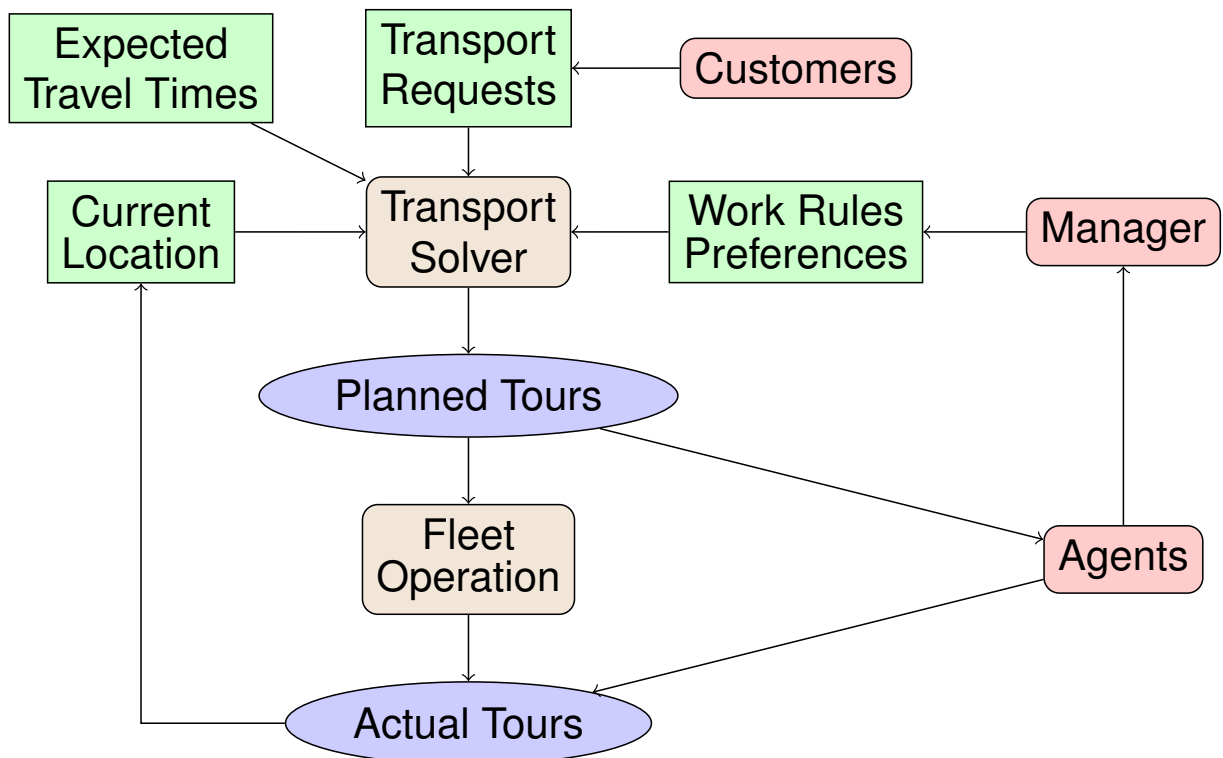 Expected
Travel Times
Transport
Requests
Customers
Current
Location
Transport
Solver
Work Rules
Preferences
Manager
Planned Tours
Fleet
Operation
Agents
Actual Tours